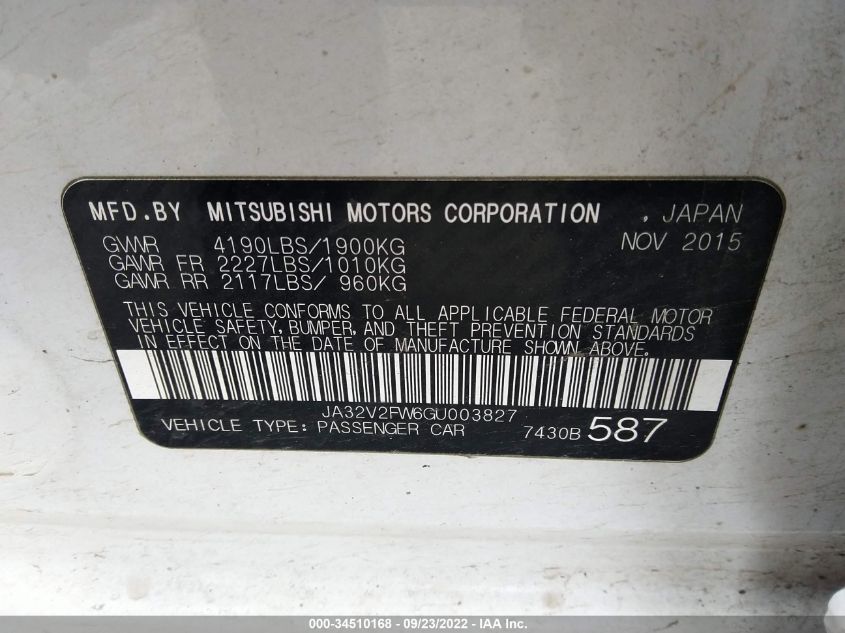 MFD.BY MITSUBISHI MOTORS CORPORATION , JAPAN
GVWR 4190LBS/1900KG NOV 2015
GAWR FR 2227LBS/1010KG
GAWR RR 2117LBS/ 960KG
THIS VEHICLE CONFORMS TO ALL APPLICABLE FEDERAL MOTOR
VEHICLE SAFETY, BUMPER, AND THEFT PREVENTION STANDARDS
IN EFFECT ON THE DATE OF MANUFACTURE SHOWN ABOVE.
JA32V2FW6GU003827
VEHICLE TYPE: PASSENGER CAR 7430B 587
000-34510168 - 09/23/2022 - IAA Inc.